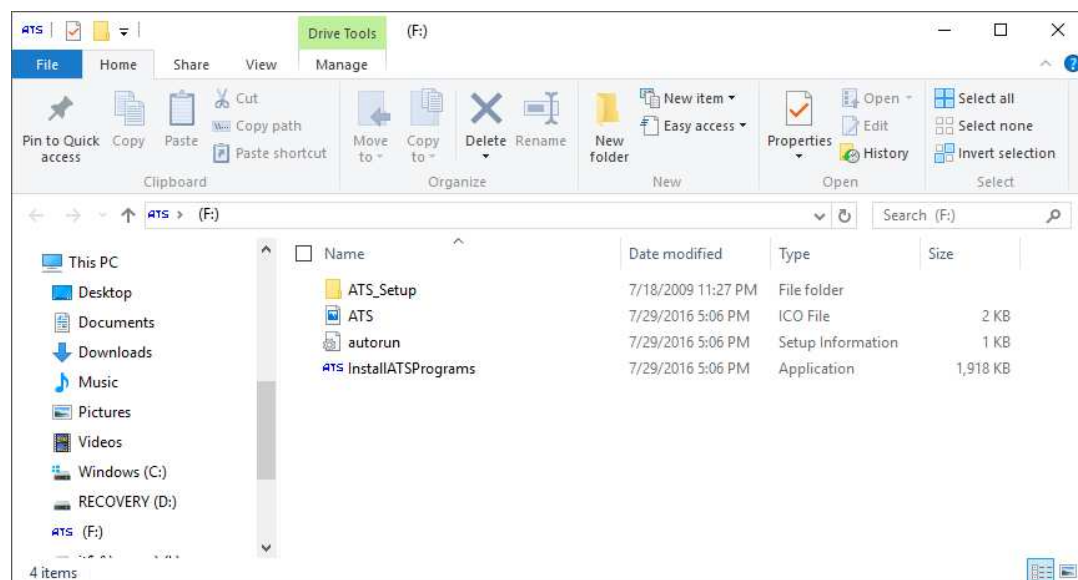 ATS
Drive Tools
(F:)
File
Home
Share
View
Manage
Pin to Quick access
Copy
Paste
Cut
Copy path
Paste shortcut
Clipboard
Move to
Copy to
Delete
Rename
Organize
New folder
New item
Easy access
New
Properties
Open
Edit
History
Open
Select all
Select none
Invert selection
Select
ATS > (F:)
Search (F:)
This PC
Desktop
Documents
Downloads
Music
Pictures
Videos
Windows (C:)
RECOVERY (D:)
ATS (F:)
Name Date modified Type Size
ATS_Setup 7/18/2009 11:27 PM File folder
ATS 7/29/2016 5:06 PM ICO File 2 KB
autorun 7/29/2016 5:06 PM Setup Information 1 KB
ATS InstallATSPrograms 7/29/2016 5:06 PM Application 1,918 KB
4 items